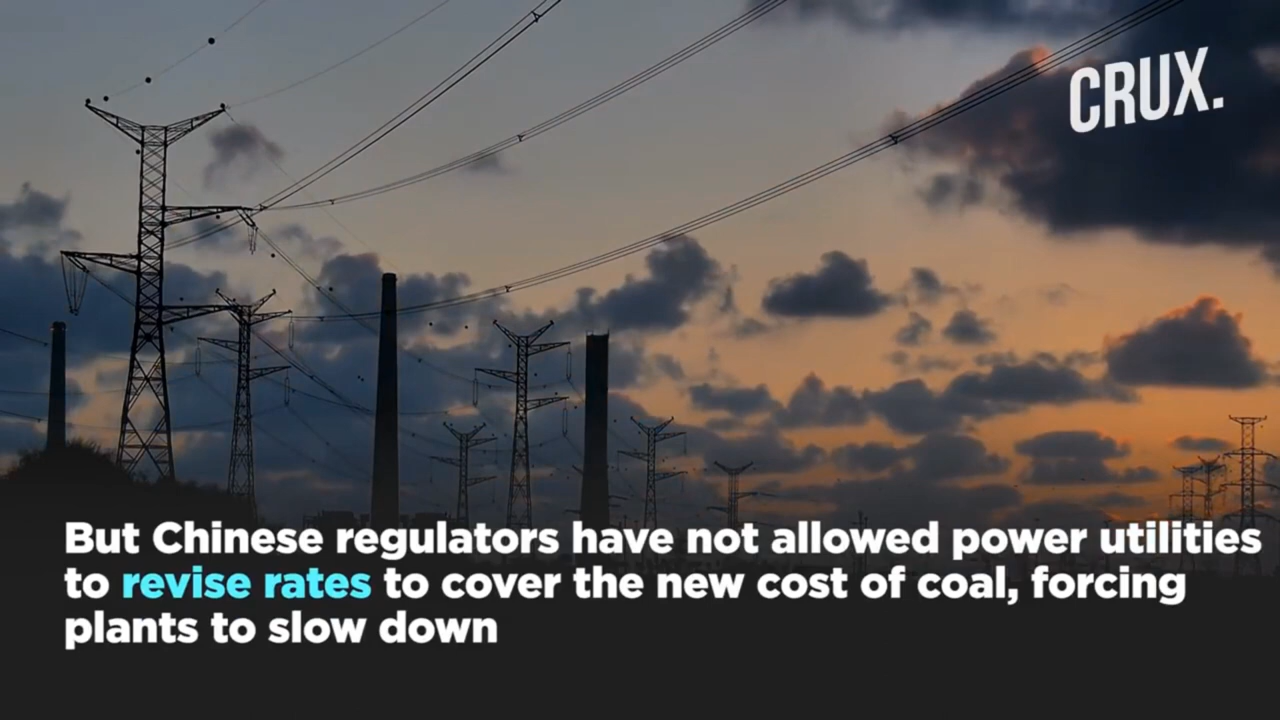 CRUX.
But Chinese regulators have not allowed power utilities
to revise rates to cover the new cost of coal, forcing
plants to slow down